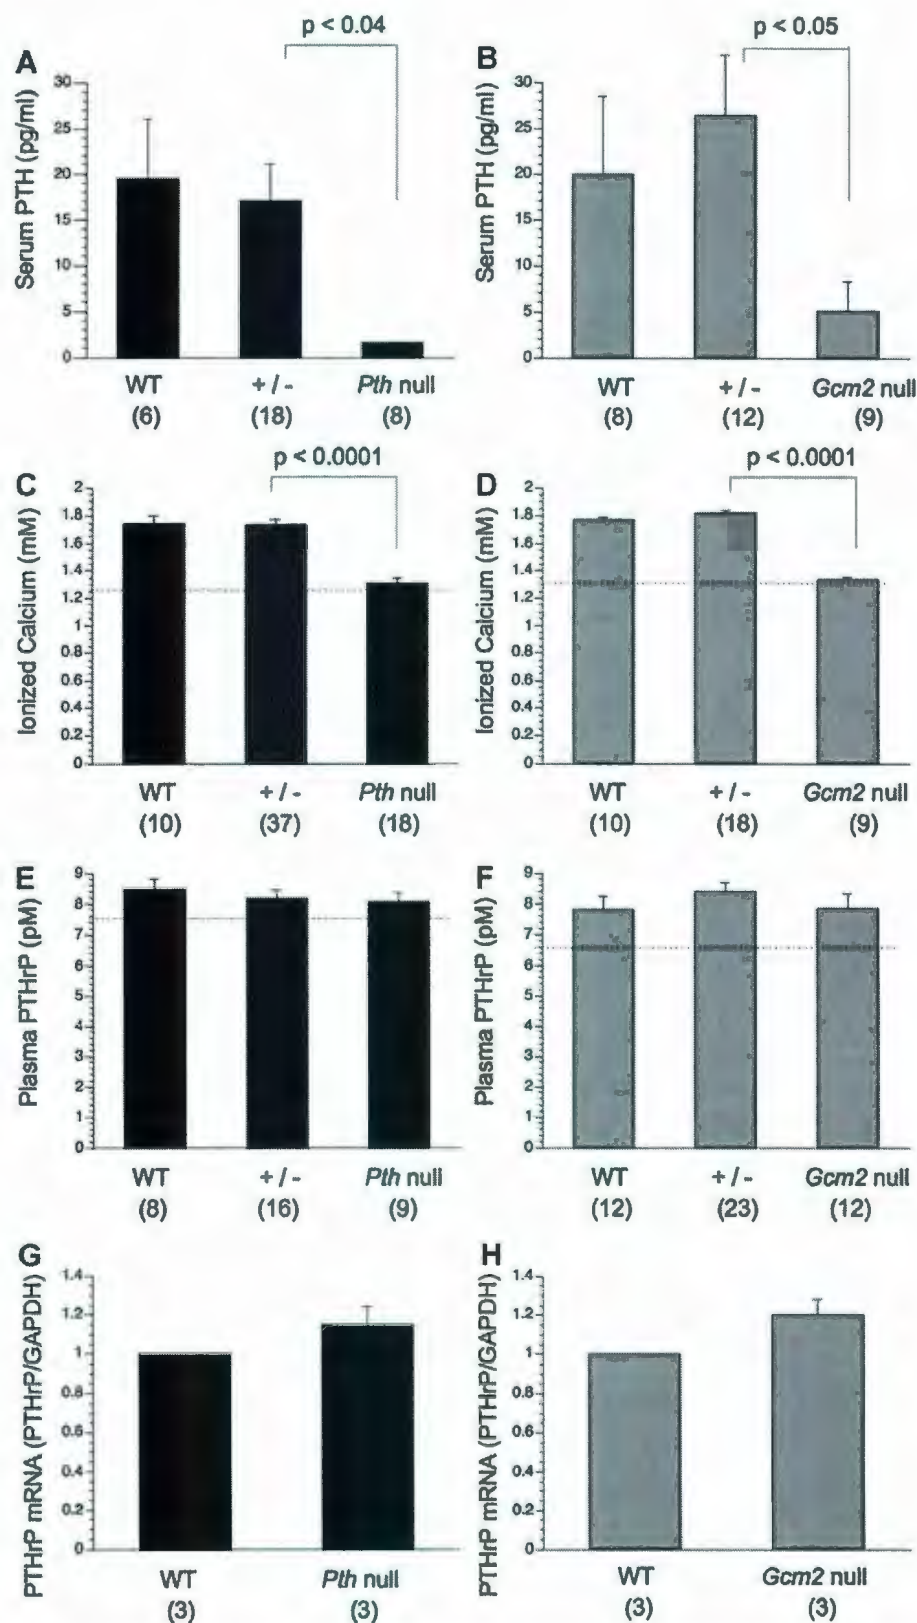 p < 0.04
A
Serum PTH (pg/ml)
30
25
20
15
10
5
0
WT
+ / -
Pth null
(6)
(18)
(8)
p < 0.05
B
Serum PTH (pg/ml)
30
25
20
15
10
5
0
WT
+ / -
Gcm2 null
(8)
(12)
(9)
p < 0.0001
C
Ionized Calcium (mM)
2
1.8
1.6
1.4
1.2
1
0.8
0.6
0.4
0.2
0
WT
+ / -
Pth null
(10)
(37)
(18)
p < 0.0001
D
Ionized Calcium (mM)
2
1.8
1.6
1.4
1.2
1
0.8
0.6
0.4
0.2
0
WT
+ / -
Gcm2 null
(10)
(18)
(9)
E
Plasma PTHrP (pM)
9
8
7
6
5
4
3
2
1
0
WT
+ / -
Pth null
(8)
(16)
(9)
F
Plasma PTHrP (pM)
9
8
7
6
5
4
3
2
1
0
WT
+ / -
Gcm2 null
(12)
(23)
(12)
G
PTHrP mRNA (PTHrP/GAPDH)
1.4
1.2
1
0.8
0.6
0.4
0.2
0
WT
Pth null
(3)
(3)
H
PTHrP mRNA (PTHrP/GAPDH)
1.4
1.2
1
0.8
0.6
0.4
0.2
0
WT
Gcm2 null
(3)
(3)